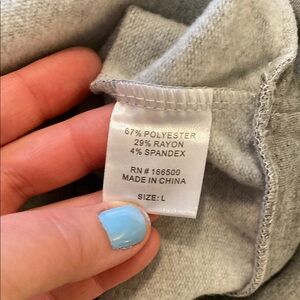 67% POLYESTER
29% RAYON
4% SPANDEX
RN # 166500
MADE IN CHINA
SIZE: L